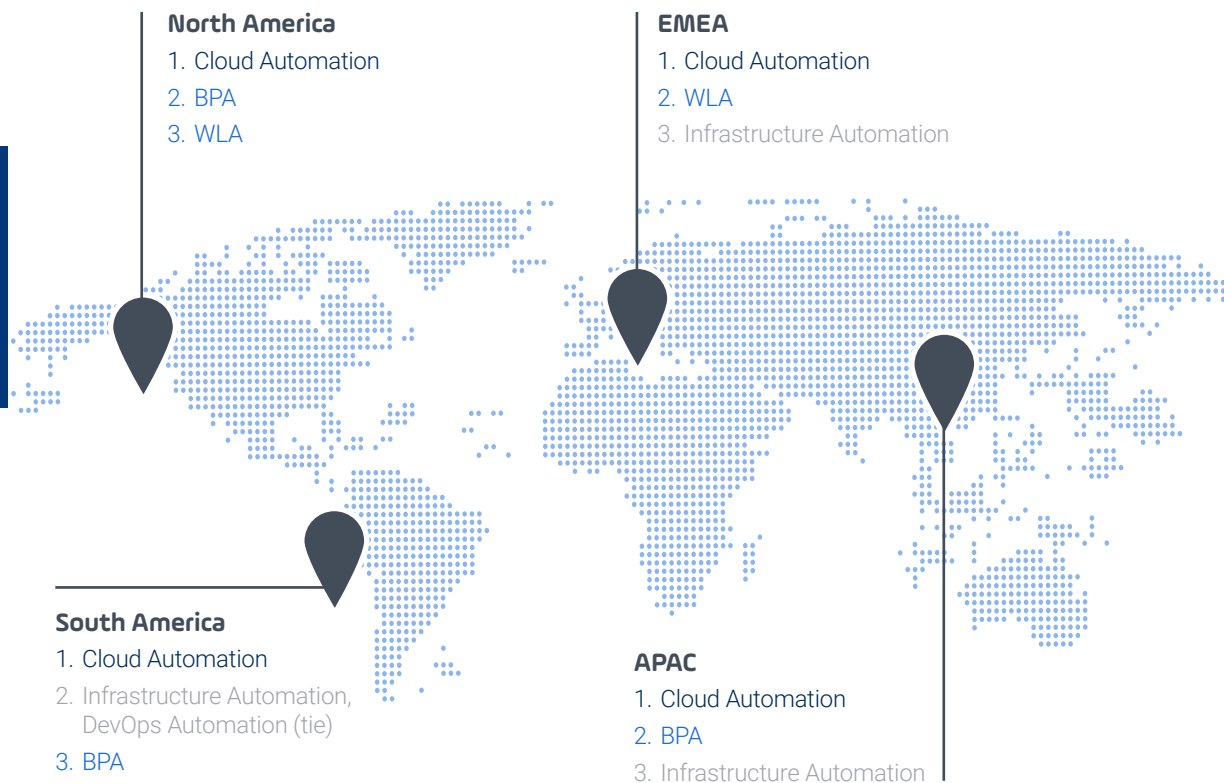 North America
1. Cloud Automation
2. BPA
3. WLA
EMEA
1. Cloud Automation
2. WLA
3. Infrastructure Automation
South America
1. Cloud Automation
2. Infrastructure Automation,
DevOps Automation (tie)
3. BPA
APAC
1. Cloud Automation
2. BPA
3. Infrastructure Automation